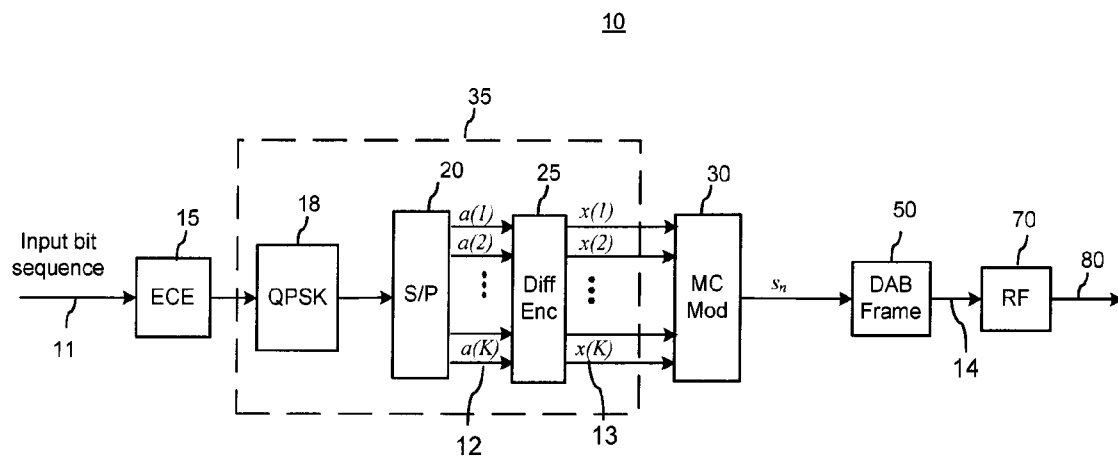 10
35
20
25
30
18
a(1)
x(1)
15
a(2)
x(2)
50
70
80
Input bit
sequence
ECE
QPSK
S/P
Diff
Enc
MC
Mod
sn
DAB
Frame
RF
11
a(K)
x(K)
14
12
13